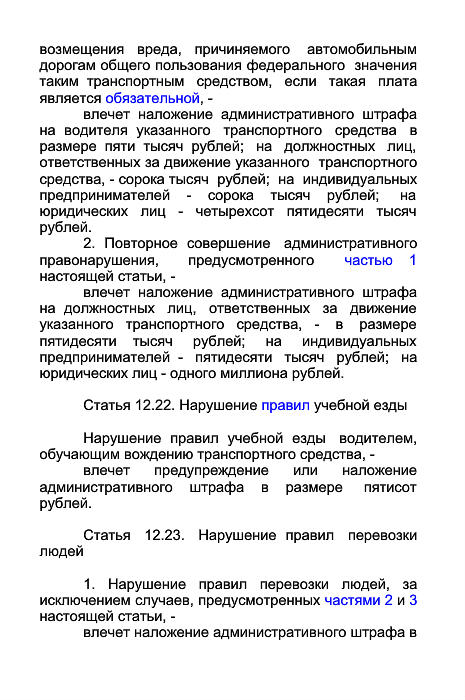 возмещения вреда, причиняемого автомобильным
дорогам общего пользования федерального значения
таким транспортным средством, если такая плата
является обязательной, -
влечет наложение административного штрафа
на водителя указанного транспортного средства в
размере пяти тысяч рублей; на должностных лиц,
ответственных за движение указанного транспортного
средства, - сорока тысяч рублей; на индивидуальных
предпринимателей - сорока тысяч рублей; на
юридических лиц - четырехсот пятидесяти тысяч
рублей.
2. Повторное совершение административного
правонарушения, предусмотренного частью 1
настоящей статьи, -
влечет наложение административного штрафа
на должностных лиц, ответственных за движение
указанного транспортного средства, - в размере
пятидесяти тысяч рублей; на индивидуальных
предпринимателей - пятидесяти тысяч рублей; на
юридических лиц - одного миллиона рублей.
Статья 12.22. Нарушение правил учебной езды
Нарушение правил учебной езды водителем,
обучающим вождению транспортного средства, -
влечет предупреждение или наложение
административного штрафа в размере пятисот
рублей.
Статья 12.23. Нарушение правил перевозки
людей
1. Нарушение правил перевозки людей, за
исключением случаев, предусмотренных частями 2 и 3
настоящей статьи, -
влечет наложение административного штрафа в